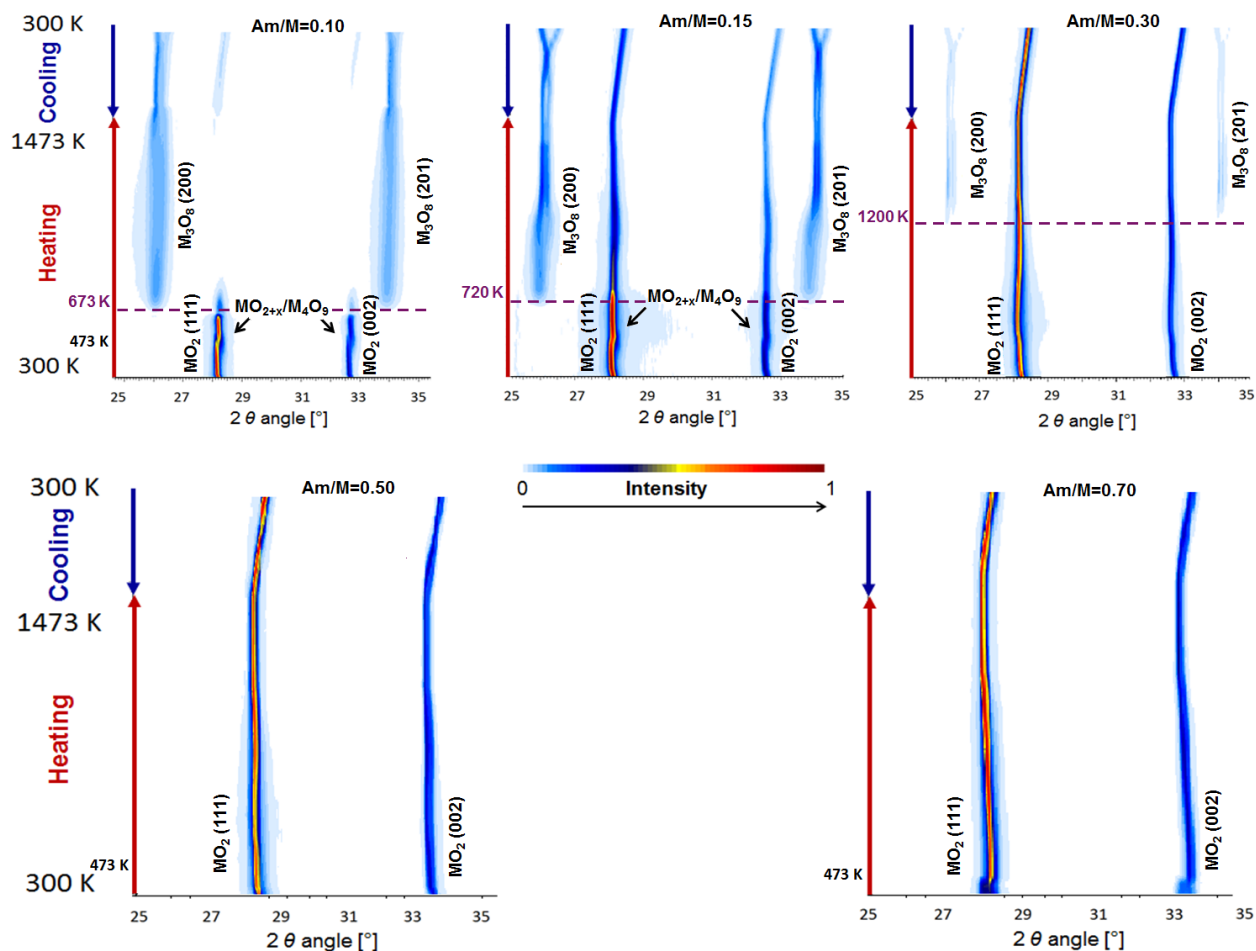 300 K
Cooling
1473 K
Heating
673 K
473 K
300 K
Am/M=0.10
M₃O₈ (200)
M₃O₈ (201)
MO₂ (111)
MO₂₊ₓ/M₄O₉
MO₂ (002)
25 27 29 31 33 35
2 θ angle [°]
Am/M=0.15
M₃O₈ (200)
M₃O₈ (201)
720 K
MO₂ (111)
MO₂₊ₓ/M₄O₉
MO₂ (002)
25 27 29 31 33 35
2 θ angle [°]
Am/M=0.30
M₃O₈ (200)
M₃O₈ (201)
1200 K
MO₂ (111)
MO₂ (002)
25 27 29 31 33 35
2 θ angle [°]
0 Intensity 1
300 K
Cooling
1473 K
Heating
473 K
300 K
Am/M=0.50
MO₂ (111)
MO₂ (002)
25 27 29 31 33 35
2 θ angle [°]
Am/M=0.70
473 K
MO₂ (111)
MO₂ (002)
25 27 29 31 33 35
2 θ angle [°]